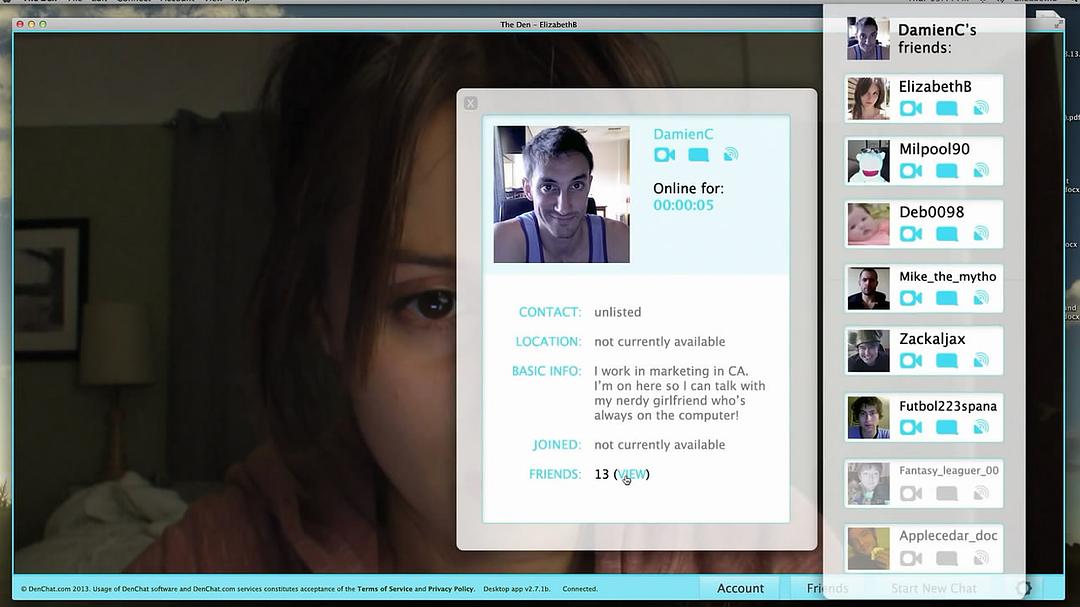 The Den – ElizabethB
DamienC's
friends:
ElizabethB
Milpool90
Deb0098
Mike_the_mytho
Zackaljax
Futbol223spana
Fantasy_leaguer_00
Applecedar_doc
X
DamienC
Online for:
00:00:05
CONTACT: unlisted
LOCATION: not currently available
BASIC INFO: I work in marketing in CA.
I'm on here so I can talk with
my nerdy girlfriend who's
always on the computer!
JOINED: not currently available
FRIENDS: 13 (VIEW)
© DenChat.com 2013. Usage of DenChat software and DenChat.com services constitutes acceptance of the Terms of Service and Privacy Policy. Desktop app v2.7.1b. Connected.
Account
Friends
Start New Chat